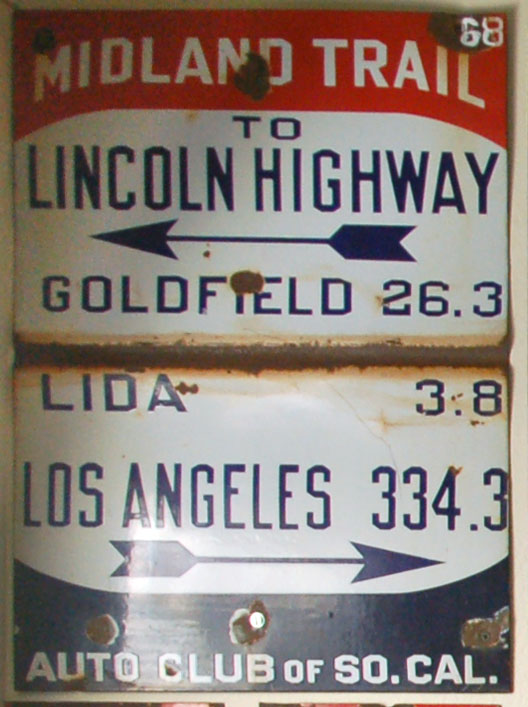 68
MIDLAND TRAIL
TO
LINCOLN HIGHWAY
GOLDFIELD 26.3
LIDA 3.8
LOS ANGELES 334.3
AUTO CLUB OF SO. CAL.